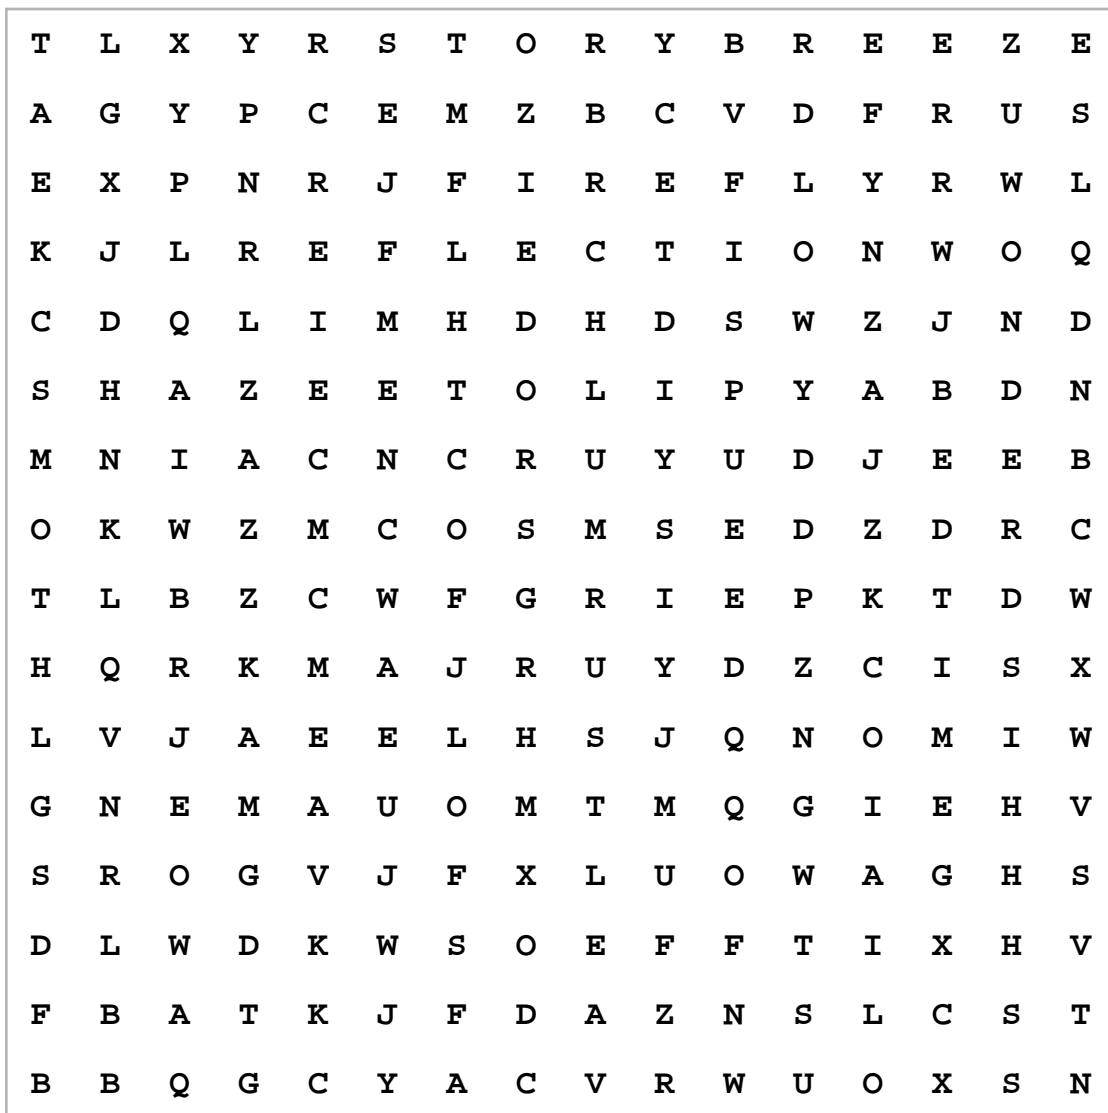 T L X Y R S T O R Y B R E E Z E
A G Y P C E M Z B C V D F R U S
E X P N R J F I R E F L Y R W L
K J L R E F L E C T I O N W O Q
C D Q L I M H D H D S W Z J N D
S H A Z E E T O L I P Y A B D N
M N I A C N C R U Y U D J E E B
O K W Z M C O S M S E D Z D R C
T L B Z C W F G R I E P K T D W
H Q R K M A J R U Y D Z C I S X
L V J A E E L H S J Q N O M I W
G N E M A U O M T M Q G I E H V
S R O G V J F X L U O W A G H S
D L W D K W S O E F F T I X H V
F B A T K J F D A Z N S L C S T
B B Q G C Y A C V R W U O X S N